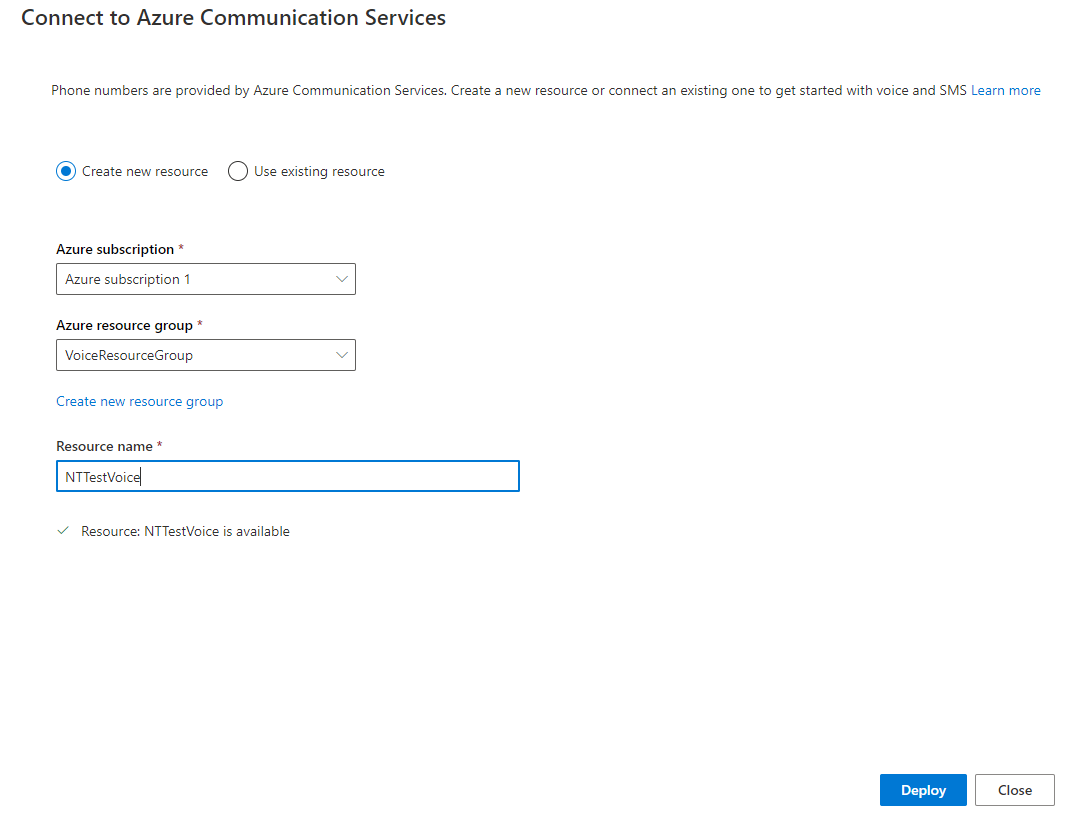 Connect to Azure Communication Services
Phone numbers are provided by Azure Communication Services. Create a new resource or connect an existing one to get started with voice and SMS Learn more
Create new resource Use existing resource
Azure subscription *
Azure subscription 1
Azure resource group *
VoiceResourceGroup
Create new resource group
Resource name *
NTTestVoice
Resource: NTTestVoice is available
Deploy Close